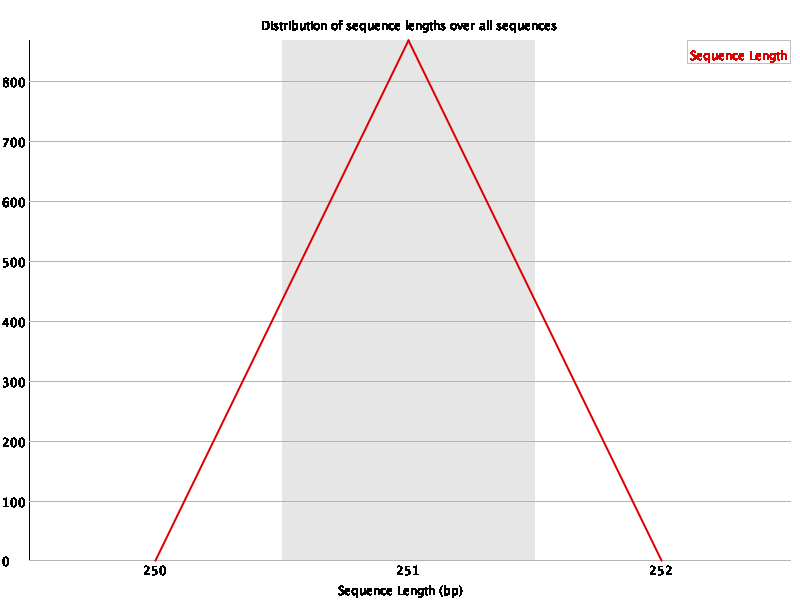 Distribution of sequence lengths over all sequences
Sequence Length
800
700
600
500
400
300
200
100
0
250 251 252
Sequence Length (bp)